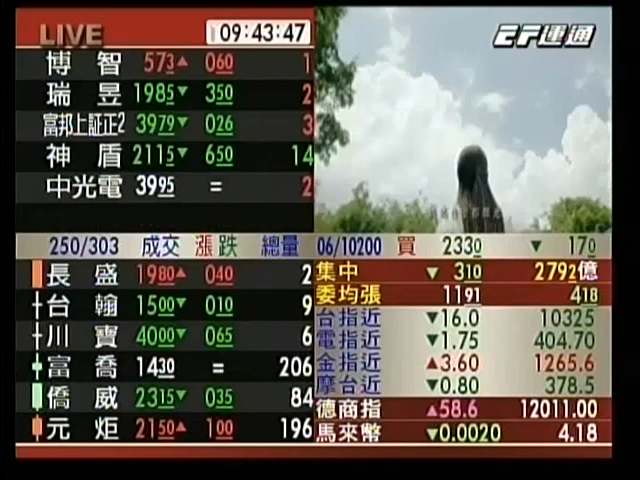 LIVE 09:43:47
博智 573▲ 060 1
瑞昱 1985▼ 350 2
富邦上証正2 3979▼ 026 3
神盾 2115▼ 650 14
中光電 3995 = 2
EF運通
250/303 成交 漲跌 總量
長盛 1980▲ 040 2
台翰 1500▼ 010 9
川寶 4000▼ 065 6
富喬 1430 = 206
僑威 2315▼ 035 84
元炬 2150▲ 100 196
06/10200 買 2330 ▼ 170
集中 ▼ 310 2792億
委均張 1191 418
台指近 ▼16.0 10325
電指近 ▼1.75 404.70
金指近 ▲3.60 1265.6
摩台近 ▼0.80 378.5
德商指 ▲58.6 12011.00
馬來幣 ▼0.0020 4.18